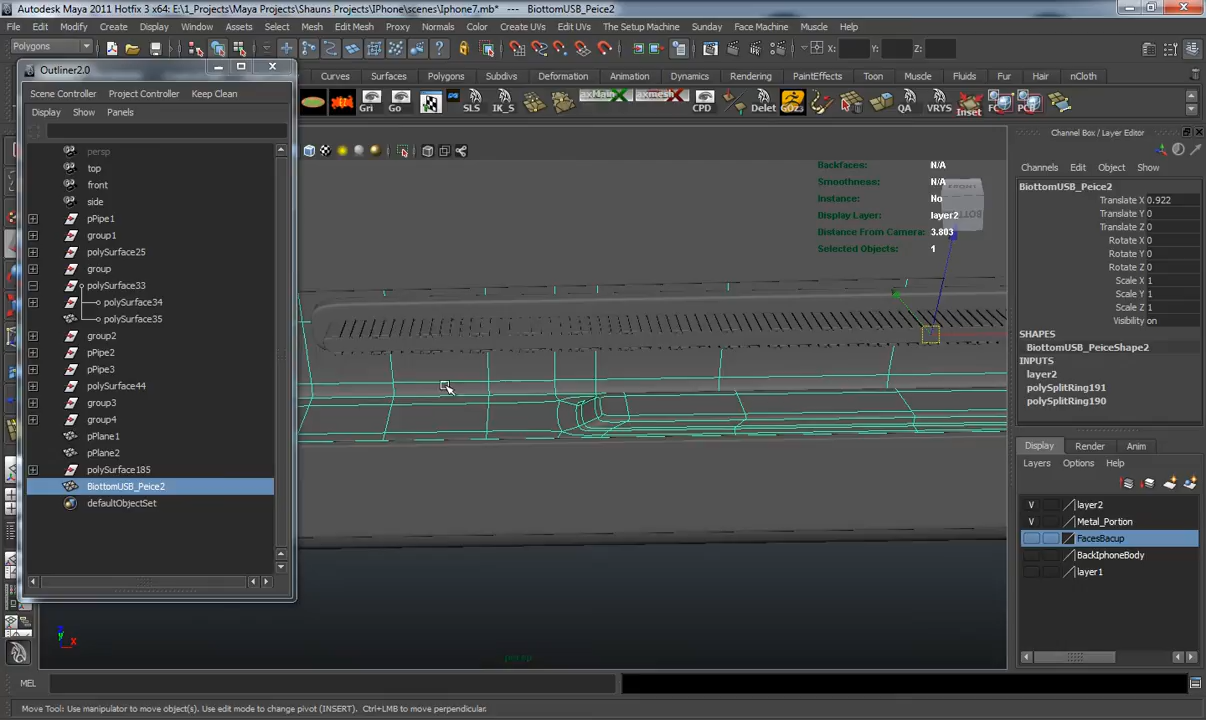 Autodesk Maya 2011 Hotfix 3 x64: E:\1_Projects\Maya Projects\Shauns Projects\IPhone\scenes\Iphone7.mb* --- BiottomUSB_Peice2
File Edit Modify Create Display Window Assets Select Mesh Edit Mesh Proxy Normals Color Create UVs Edit UVs The Setup Machine Face Machine Muscle Help
Polygons X: Y: Z:
Outliner2.0
Curves Surfaces Polygons Subdivs Deformation Animation Dynamics Rendering PaintEffects Toon Muscle Fluids Fur Hair nCloth
Scene Controller Project Controller Keep Clean
Gri Go SLS IK_S axMain axmesh CPD Delet GoZ QA VRYS Inset
Display Show Panels
Channel Box / Layer Editor
persp
top
front
side
pPipe1
group1
polySurface25
group
polySurface33
polySurface34
polySurface35
group2
pPipe2
pPipe3
polySurface44
group3
group4
pPlane1
pPlane2
polySurface185
BiottomUSB_Peice2
defaultObjectSet
Backfaces: N/A
Smoothness: N/A
Instance: No
Display Layer: layer2
Distance From Camera: 3.803
Selected Objects: 1
FRONT
BOTTOM
persp
y
x
Channels Edit Object Show
BiottomUSB_Peice2
Translate X 0.922
Translate Y 0
Translate Z 0
Rotate X 0
Rotate Y 0
Rotate Z 0
Scale X 1
Scale Y 1
Scale Z 1
Visibility on
SHAPES
BiottomUSB_PeiceShape2
INPUTS
layer2
polySplitRing191
polySplitRing190
Display Render Anim
Layers Options Help
V layer2
V Metal_Portion
FacesBacup
BackIphoneBody
layer1
MEL
Move Tool: Use manipulator to move object(s). Use edit mode to change pivot (INSERT). Ctrl+LMB to move perpendicular.